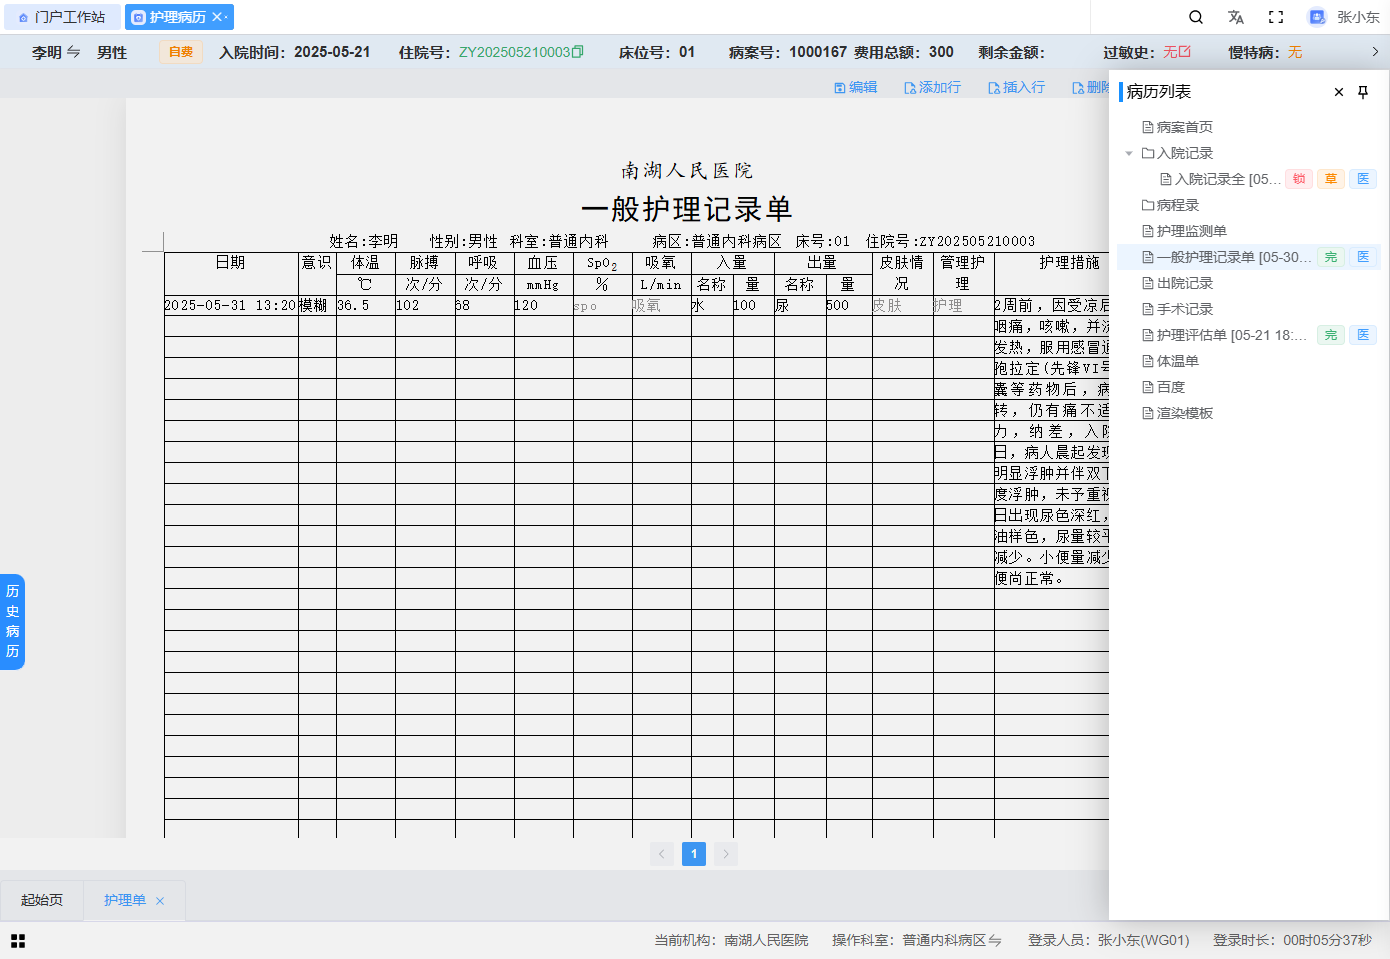 门户工作站
护理病历
张小东
李明 男性 自费 入院时间：2025-05-21 住院号：ZY202505210003 床位号：01 病案号：1000167 费用总额：300 剩余金额： 过敏史：无 慢特病：无
编辑 添加行 插入行 删除
南湖人民医院
一般护理记录单
姓名:李明 性别:男性 科室:普通内科 病区:普通内科病区 床号:01 住院号:ZY202505210003
日期 意识 体温 脉搏 呼吸 血压 SpO2 吸氧 入量 出量 皮肤情况 管理护理 护理措施
℃ 次/分 次/分 mmHg % L/min 名称 量 名称 量
2025-05-31 13:20 模糊 36.5 102 68 120 spo 吸氧 水 100 尿 500 皮肤 护理 2周前，因受凉后
咽痛，咳嗽，并
发热，服用感冒
孢拉定(先锋VI号
囊等药物后，病
转，仍有痛不适
力，纳差，入院
日，病人晨起发现
明显浮肿并伴双下
度浮肿，未予重视
日出现尿色深红，
油样色，尿量较平
减少。小便量减少
便尚正常。
历史病历
1
病历列表
病案首页
入院记录
入院记录全 [05... 锁 草 医
病程录
护理监测单
一般护理记录单 [05-30... 完 医
出院记录
手术记录
护理评估单 [05-21 18:... 完 医
体温单
百度
渲染模板
起始页 护理单
当前机构：南湖人民医院 操作科室：普通内科病区 登录人员：张小东(WG01) 登录时长：00时05分37秒